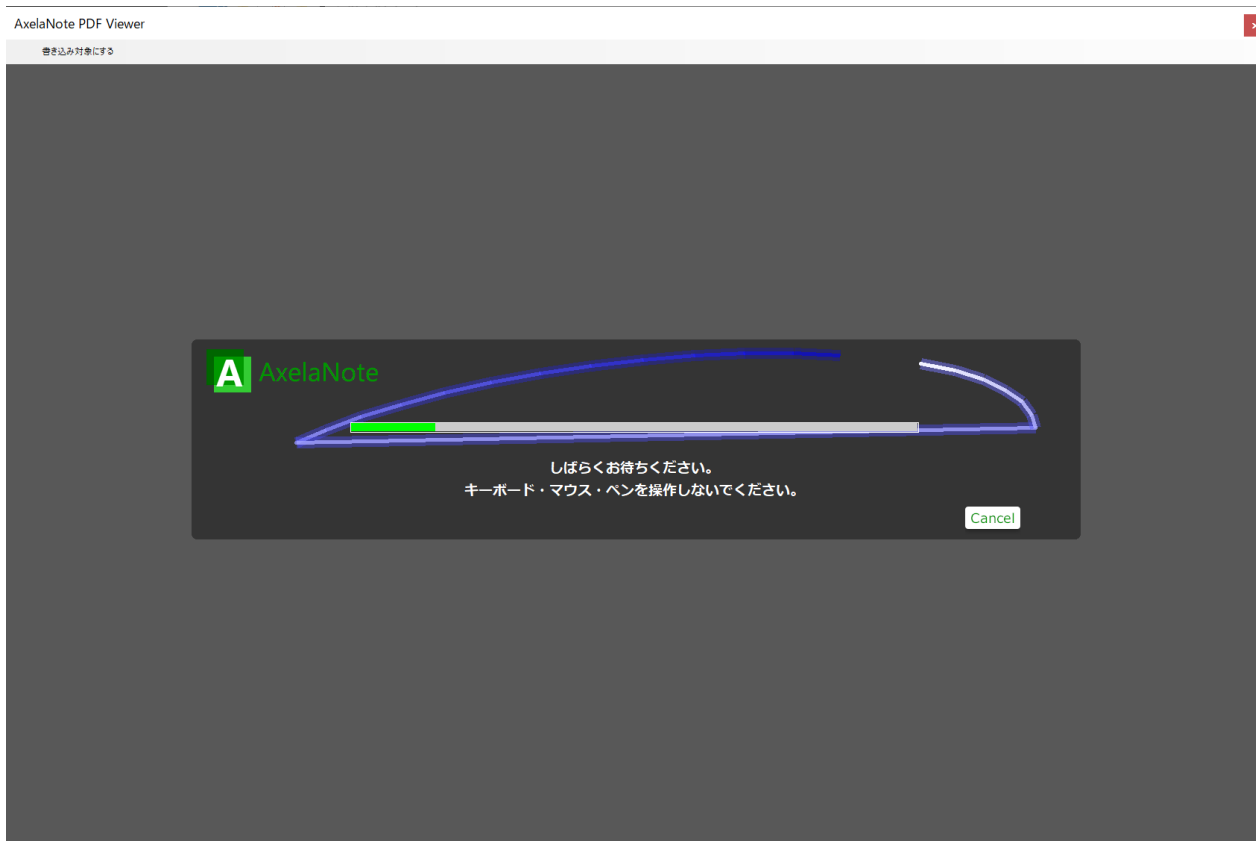 AxelaNote PDF Viewer
書き込み対象にする
A AxelaNote
しばらくお待ちください。
キーボード・マウス・ペンを操作しないでください。
Cancel